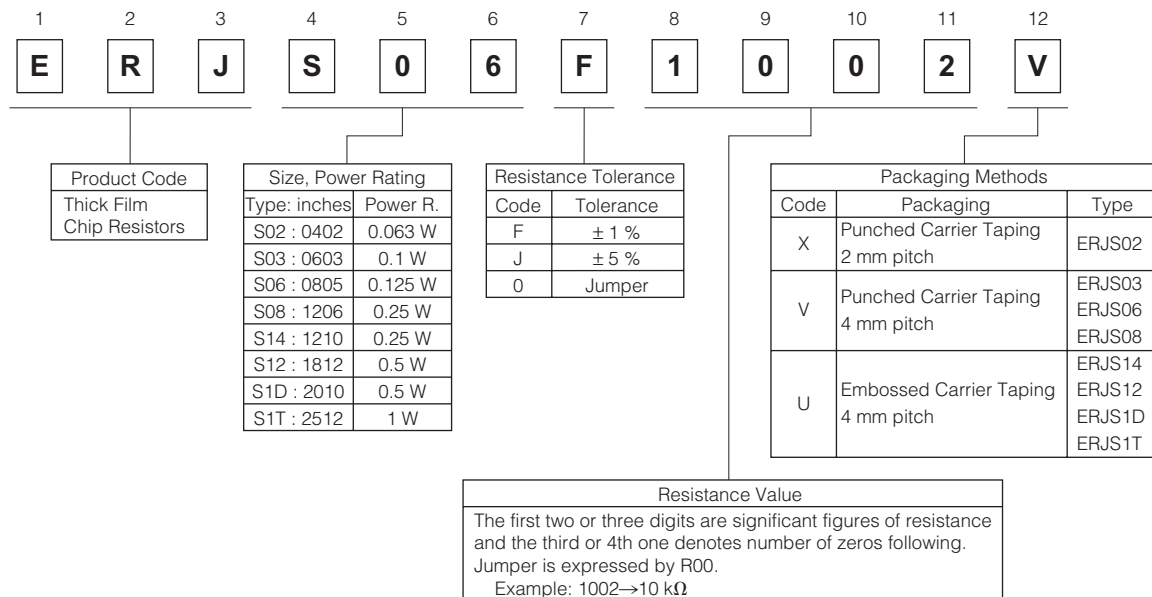 1 2 3 4 5 6 7 8 9 10 11 12
E R J S 0 6 F 1 0 0 2 V
Product Code
Thick Film
Chip Resistors
Size, Power Rating
Type: inches Power R.
S02 : 0402 0.063 W
S03 : 0603 0.1 W
S06 : 0805 0.125 W
S08 : 1206 0.25 W
S14 : 1210 0.25 W
S12 : 1812 0.5 W
S1D : 2010 0.5 W
S1T : 2512 1 W
Resistance Tolerance
Code Tolerance
F ± 1 %
J ± 5 %
0 Jumper
Packaging Methods
Code Packaging Type
X Punched Carrier Taping
2 mm pitch
ERJS02
V Punched Carrier Taping
4 mm pitch
ERJS03
ERJS06
ERJS08
U Embossed Carrier Taping
4 mm pitch
ERJS14
ERJS12
ERJS1D
ERJS1T
Resistance Value
The first two or three digits are significant figures of resistance
and the third or 4th one denotes number of zeros following.
Jumper is expressed by R00.
Example: 1002→10 kΩ